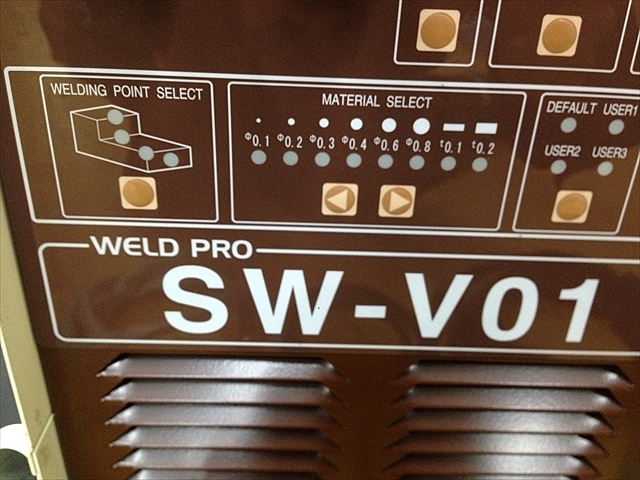 WELDING POINT SELECT
MATERIAL SELECT
Φ0.1 Φ0.2 Φ0.3 Φ0.4 Φ0.6 Φ0.8 t0.1 t0.2
DEFAULT USER1
USER2 USER3
WELD PRO
SW-V01